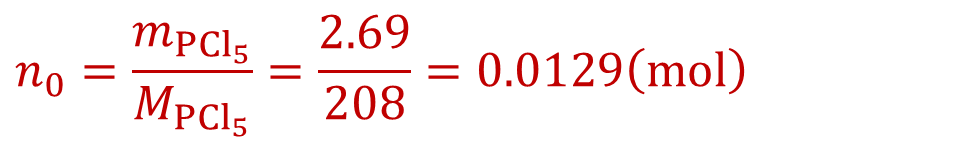 n₀ = m_PCl₅ / M_PCl₅ = 2.69 / 208 = 0.0129(mol)